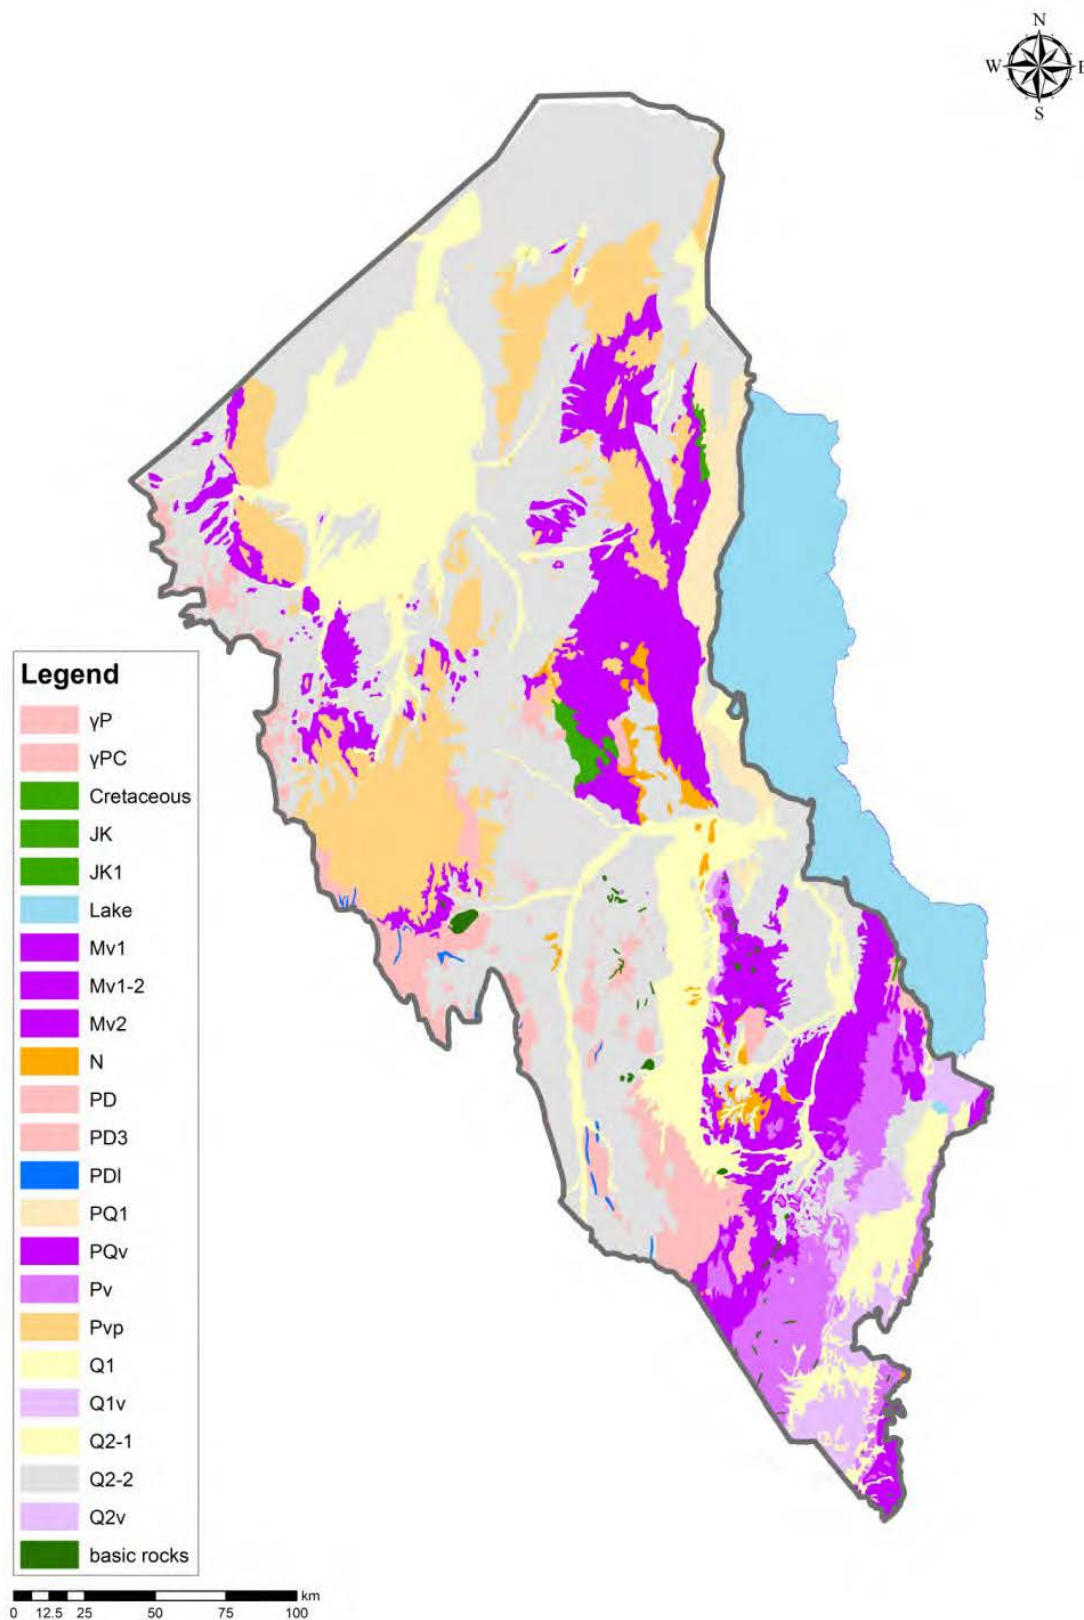 N
W
E
S
Legend
γP
γPC
Cretaceous
JK
JK1
Lake
Mv1
Mv1-2
Mv2
N
PD
PD3
PDl
PQ1
PQv
Pv
Pvp
Q1
Q1v
Q2-1
Q2-2
Q2v
basic rocks
km
0 12.5 25 50 75 100